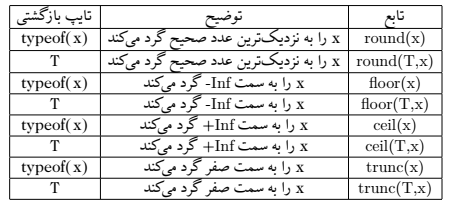 تابع توضیح تایپ بازگشتی
round(x) x را به نزدیک‌ترین عدد صحیح گرد می‌کند typeof(x)
round(T,x) x را به نزدیک‌ترین عدد صحیح گرد می‌کند T
floor(x) x را به سمت -Inf گرد می‌کند typeof(x)
floor(T,x) x را به سمت -Inf گرد می‌کند T
ceil(x) x را به سمت +Inf گرد می‌کند typeof(x)
ceil(T,x) x را به سمت +Inf گرد می‌کند T
trunc(x) x را به سمت صفر گرد می‌کند typeof(x)
trunc(T,x) x را به سمت صفر گرد می‌کند T